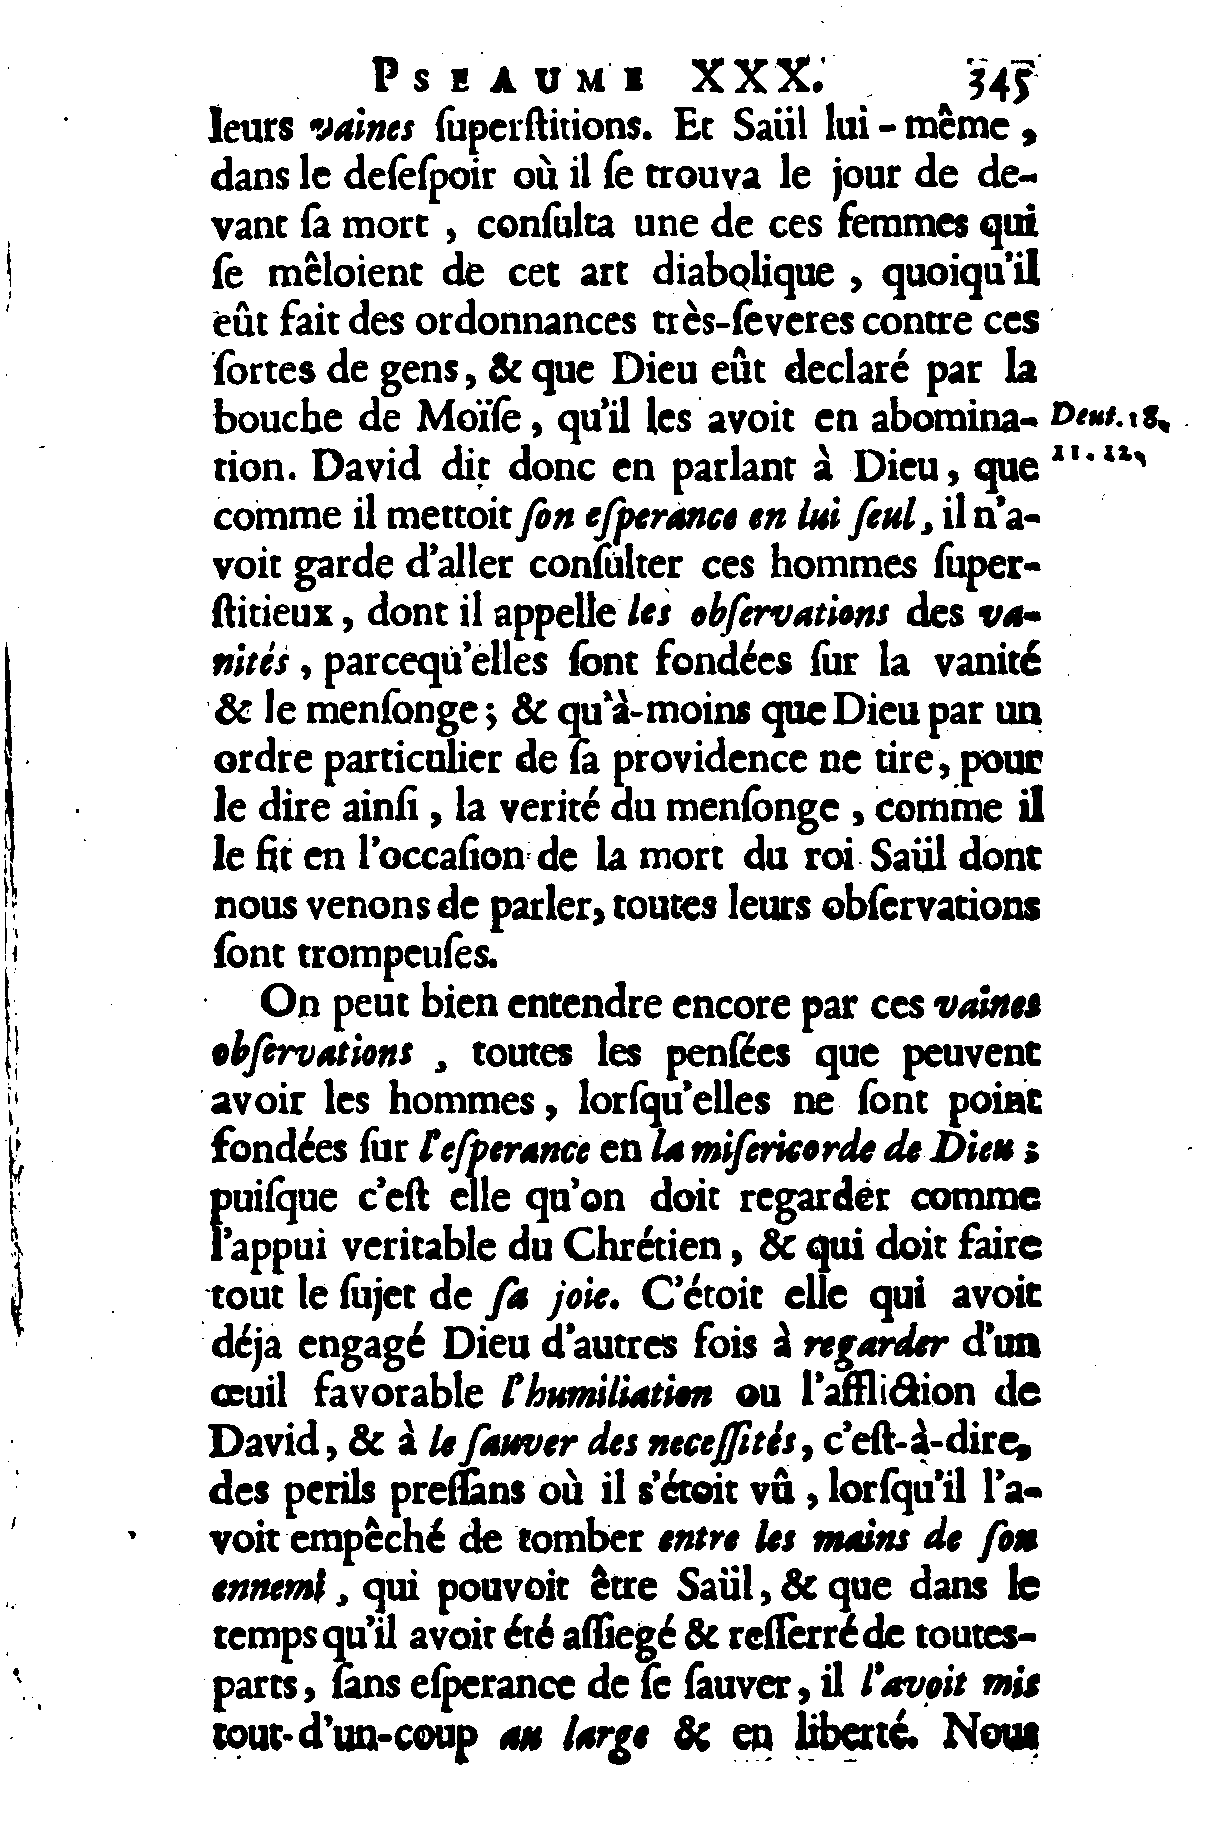 PSEAUME XXX. 345
leurs vaines ſuperſtitions. Et Saül lui-même,
dans le deſeſpoir où il ſe trouva le jour de de-
vant ſa mort, conſulta une de ces femmes qui
ſe mêloient de cet art diabolique, quoiqu'il
eût fait des ordonnances très-ſeveres contre ces
ſortes de gens, & que Dieu eût declaré par la
bouche de Moïſe, qu'il les avoit en abomina-
Deut. 18.
tion. David dit donc en parlant à Dieu, que
11. 12.
comme il mettoit ſon eſperance en lui ſeul, il n'a-
voit garde d'aller conſulter ces hommes ſuper-
ſtitieux, dont il appelle les obſervations des va-
nités, parcequ'elles ſont fondées ſur la vanité
& le menſonge; & qu'à-moins que Dieu par un
ordre particulier de ſa providence ne tire, pour
le dire ainſi, la verité du menſonge, comme il
le fit en l'occaſion de la mort du roi Saül dont
nous venons de parler, toutes leurs obſervations
ſont trompeuſes.
On peut bien entendre encore par ces vaines
obſervations, toutes les penſées que peuvent
avoir les hommes, lorſqu'elles ne ſont point
fondées ſur l'eſperance en la miſericorde de Dieu;
puiſque c'eſt elle qu'on doit regarder comme
l'appui veritable du Chrétien, & qui doit faire
tout le ſujet de ſa joie. C'étoit elle qui avoit
déja engagé Dieu d'autres fois à regarder d'un
œuil favorable l'humiliation ou l'affliction de
David, & à le ſauver des neceſſités, c'eſt-à-dire,
des perils preſſans où il s'étoit vû, lorſqu'il l'a-
voit empêché de tomber entre les mains de ſon
ennemi, qui pouvoit être Saül, & que dans le
temps qu'il avoit été aſſiegé & reſſerré de toutes-
parts, ſans eſperance de ſe ſauver, il l'avoit mis
tout-d'un-coup au large & en liberté. Nous